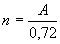 n = A / 0,72